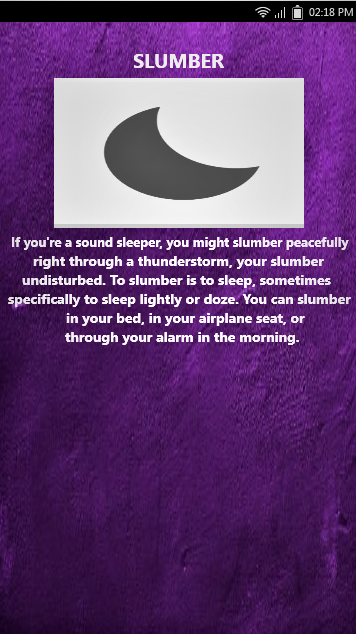 02:18 PM
SLUMBER
If you're a sound sleeper, you might slumber peacefully
right through a thunderstorm, your slumber
undisturbed. To slumber is to sleep, sometimes
specifically to sleep lightly or doze. You can slumber
in your bed, in your airplane seat, or
through your alarm in the morning.